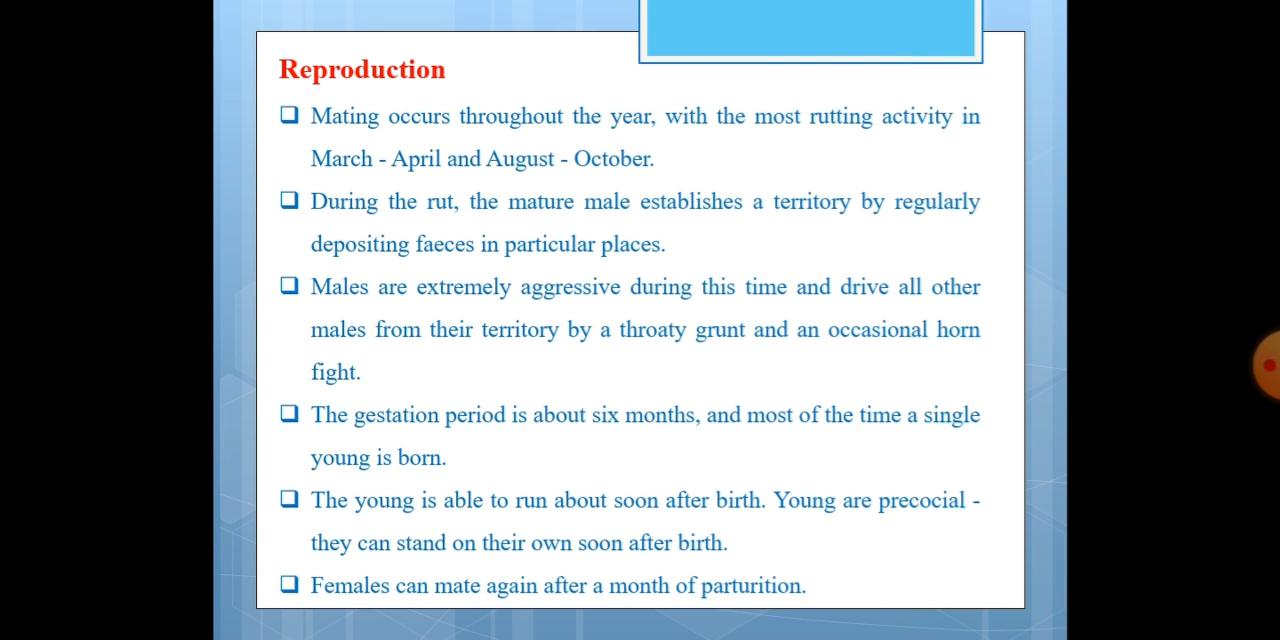 Reproduction
Mating occurs throughout the year, with the most rutting activity in
March - April and August - October.
During the rut, the mature male establishes a territory by regularly
depositing faeces in particular places.
Males are extremely aggressive during this time and drive all other
males from their territory by a throaty grunt and an occasional horn
fight.
The gestation period is about six months, and most of the time a single
young is born.
The young is able to run about soon after birth. Young are precocial -
they can stand on their own soon after birth.
Females can mate again after a month of parturition.